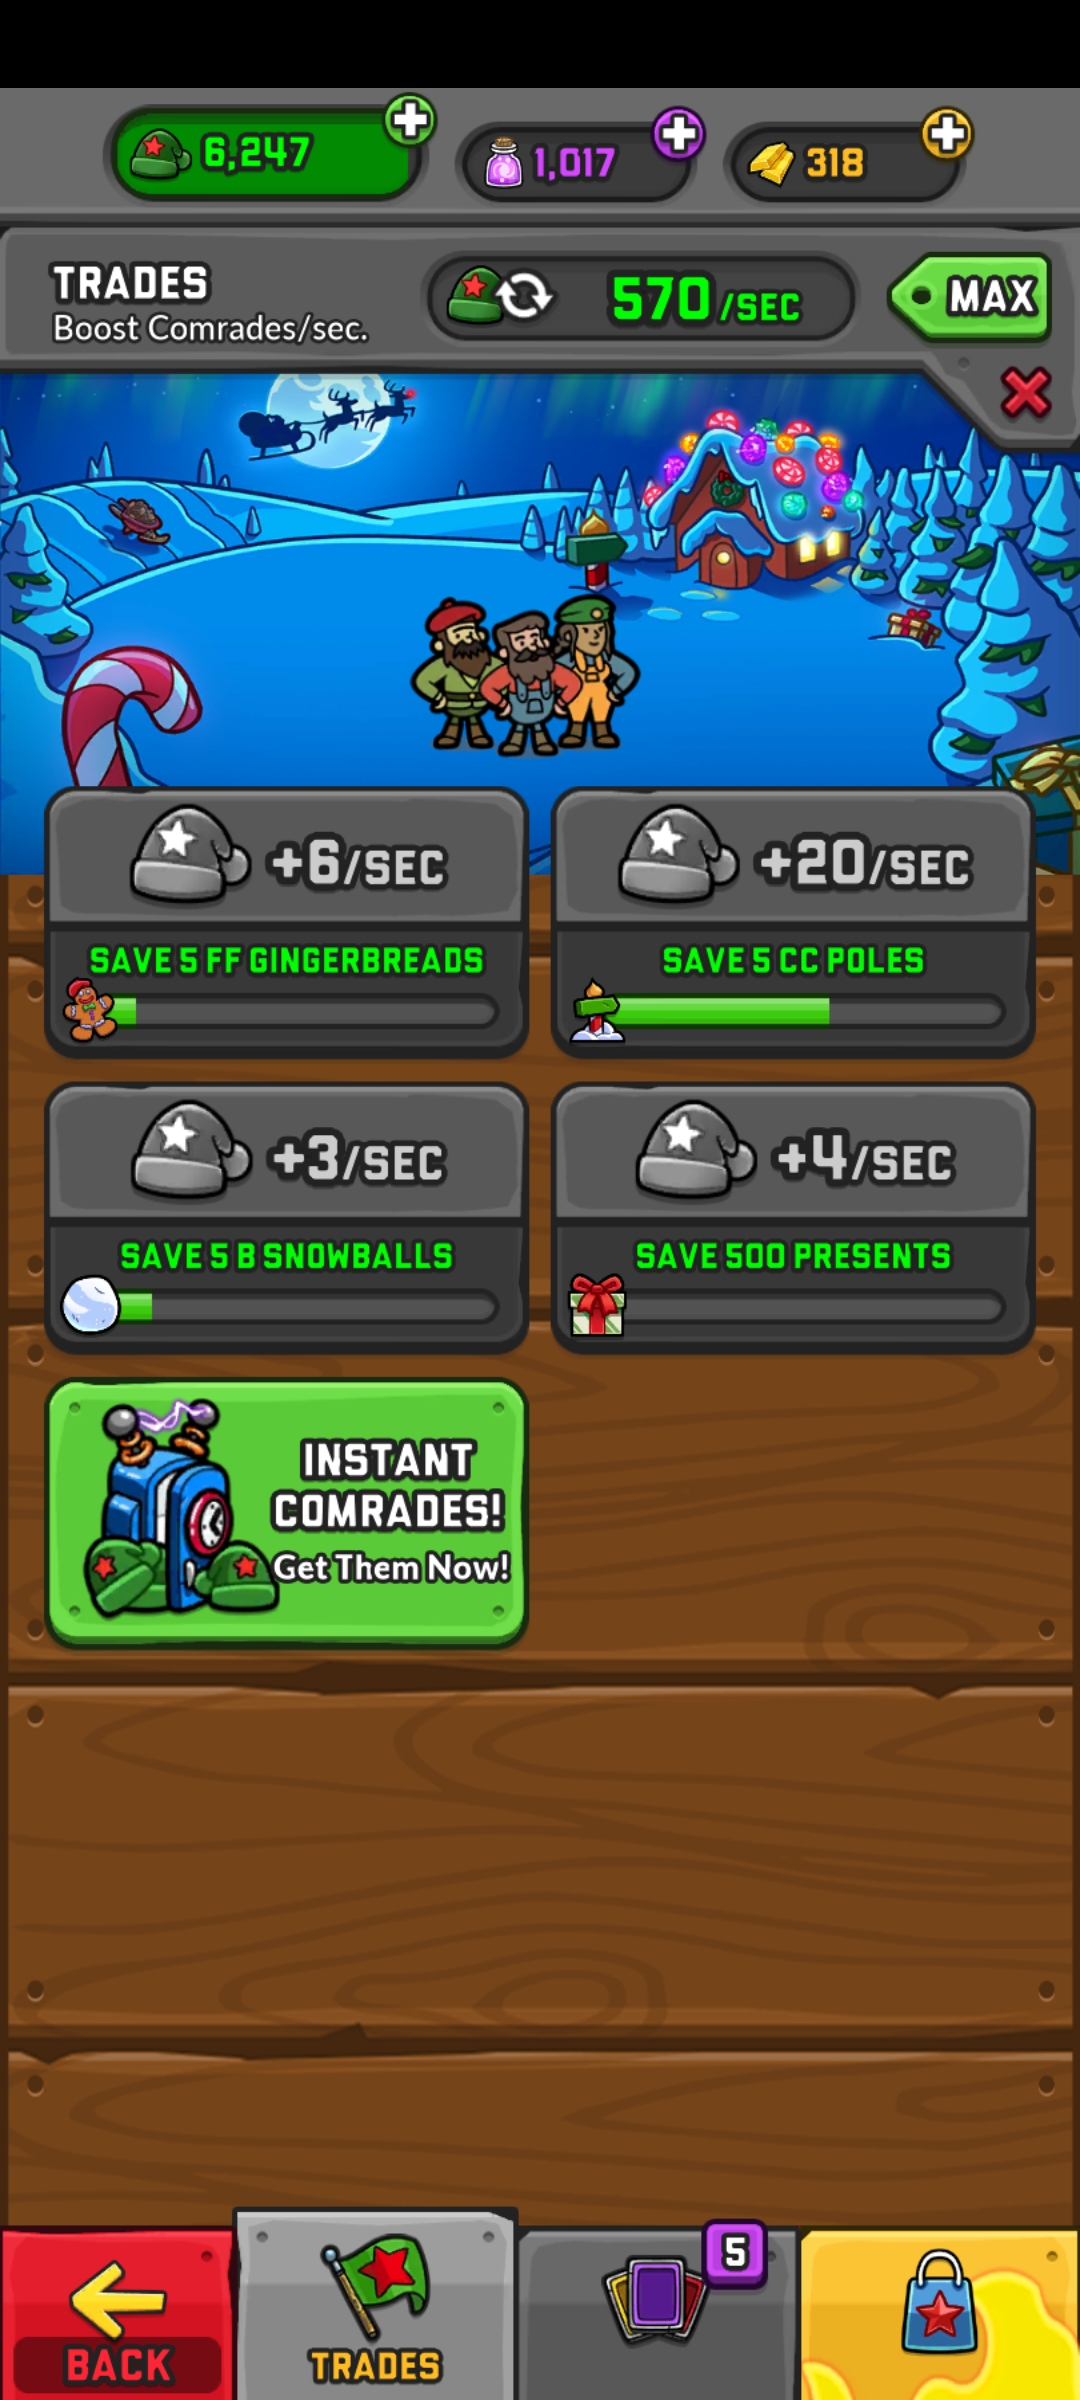 6,247
1,017
318
TRADES
Boost Comrades/sec.
570/SEC
MAX
+6/SEC
SAVE 5 FF GINGERBREADS
+20/SEC
SAVE 5 CC POLES
+3/SEC
SAVE 5 B SNOWBALLS
+4/SEC
SAVE 500 PRESENTS
INSTANT
COMRADES!
Get Them Now!
BACK
TRADES
5